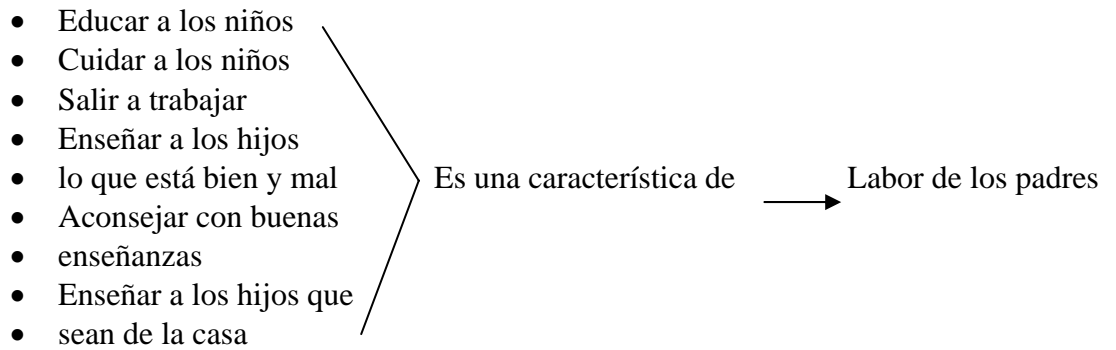 • Educar a los niños
• Cuidar a los niños
• Salir a trabajar
• Enseñar a los hijos
• lo que está bien y mal
• Aconsejar con buenas
• enseñanzas
• Enseñar a los hijos que
• sean de la casa
Es una característica de
Labor de los padres